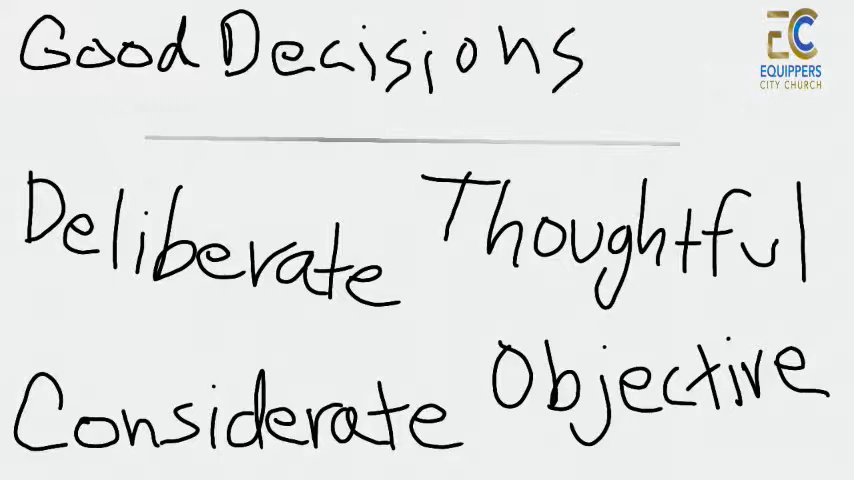 Good Decisions
EC
EQUIPPERS
CITY CHURCH
Deliberate Thoughtful
Considerate Objective